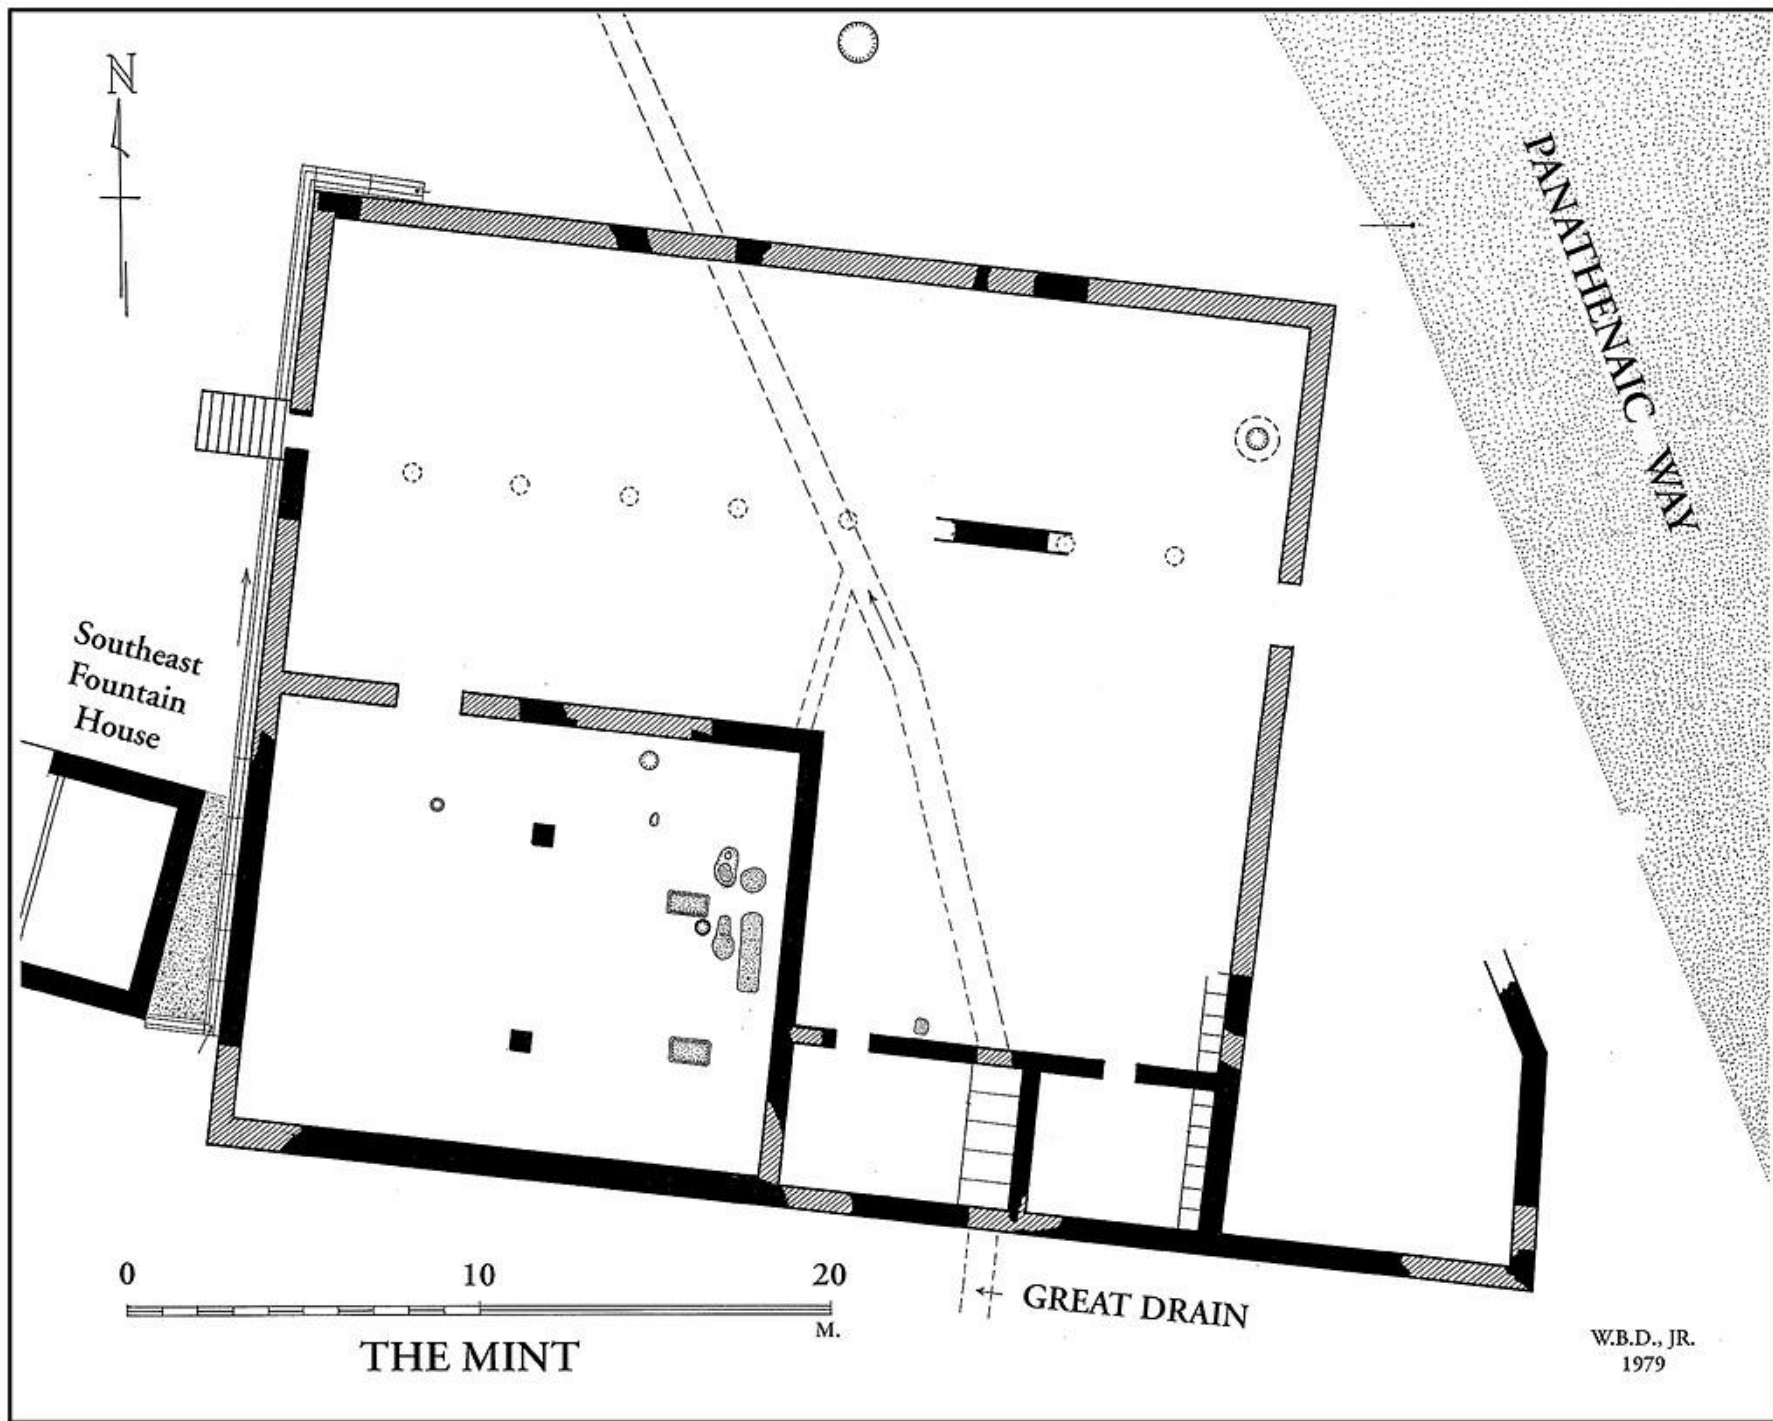 N
PANATHENAIC WAY
Southeast
Fountain
House
0 10 20
M.
THE MINT
GREAT DRAIN
W.B.D., JR.
1979